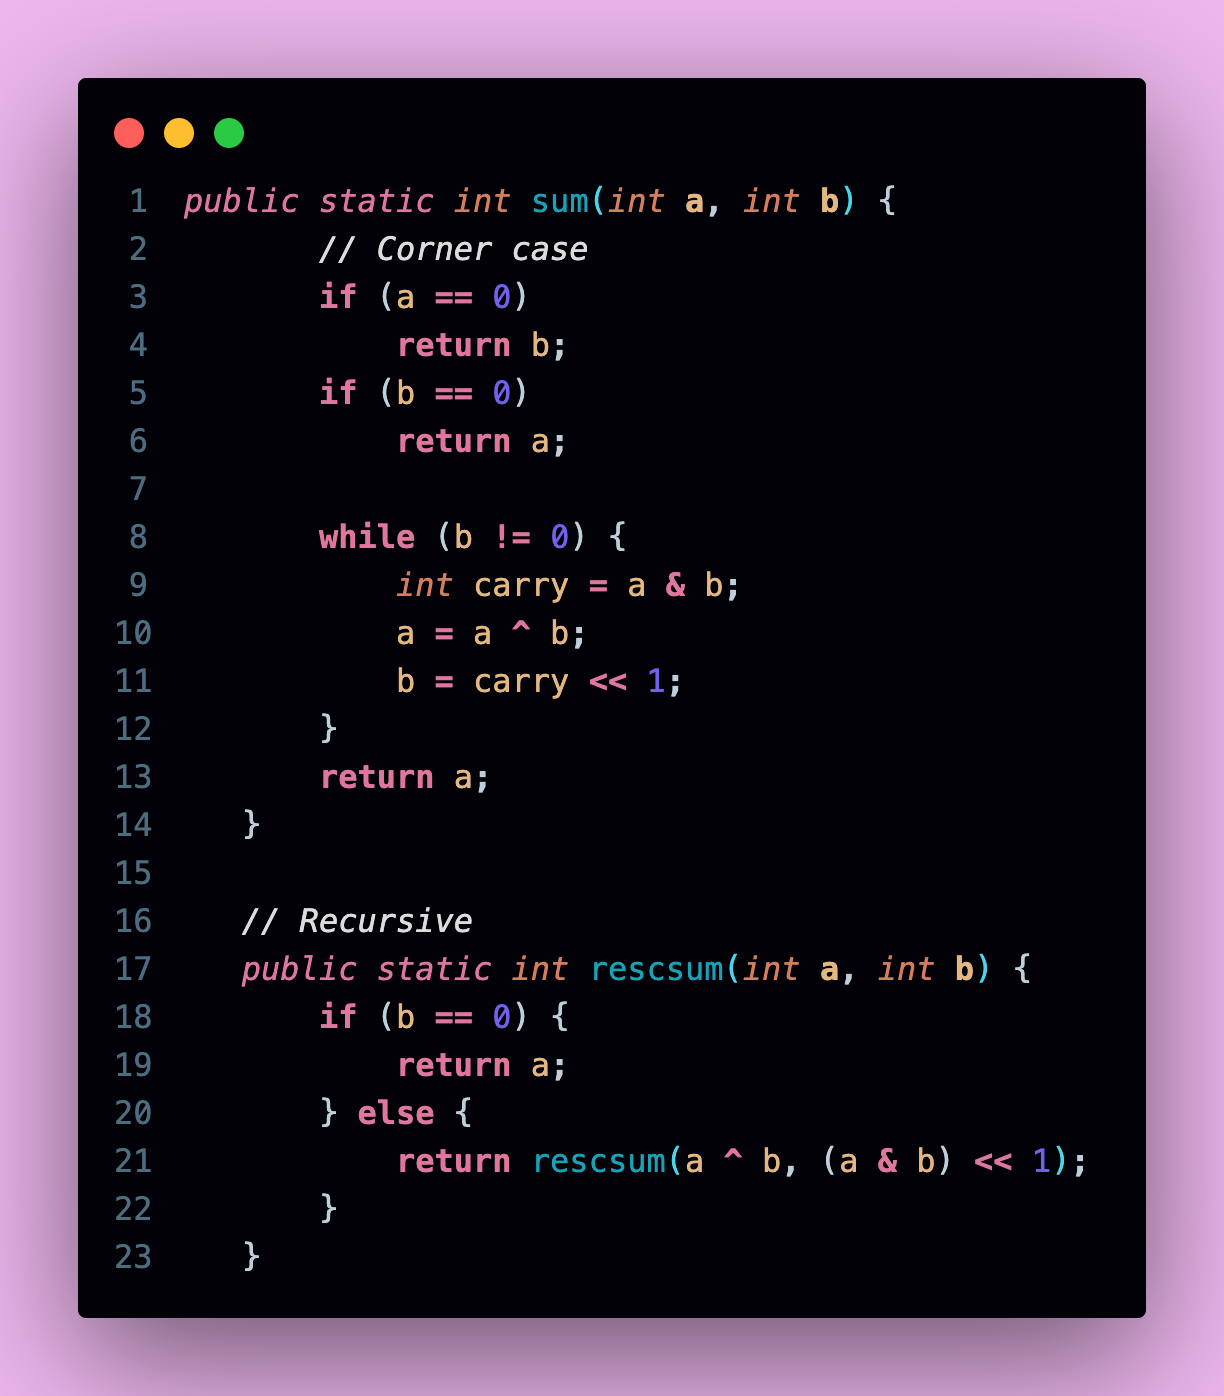 1 public static int sum(int a, int b) {
2 // Corner case
3 if (a == 0)
4 return b;
5 if (b == 0)
6 return a;
7
8 while (b != 0) {
9 int carry = a & b;
10 a = a ^ b;
11 b = carry << 1;
12 }
13 return a;
14 }
15
16 // Recursive
17 public static int rescsum(int a, int b) {
18 if (b == 0) {
19 return a;
20 } else {
21 return rescsum(a ^ b, (a & b) << 1);
22 }
23 }